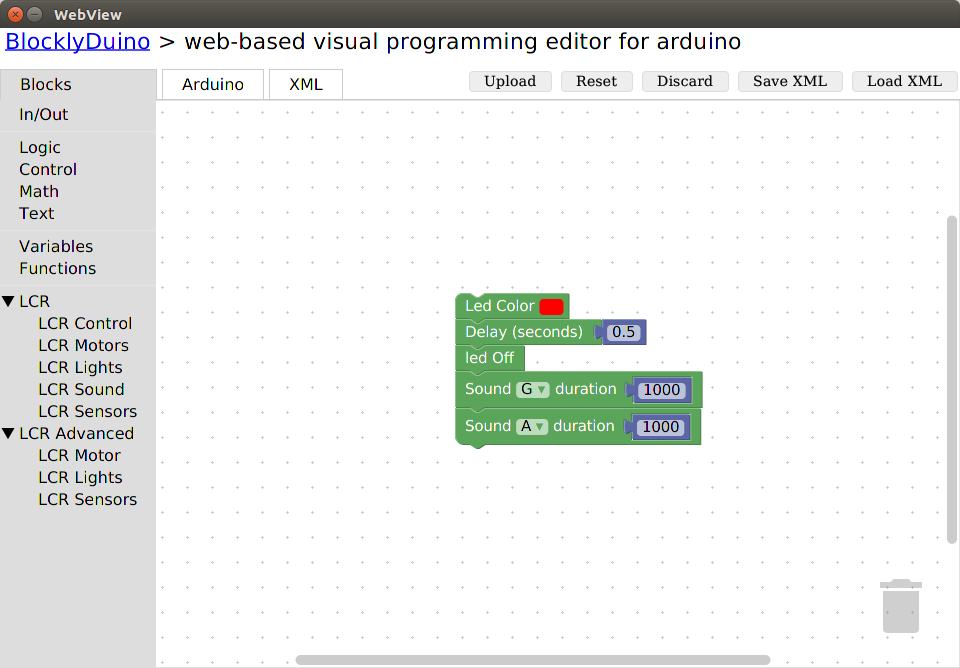 WebView
BlocklyDuino > web-based visual programming editor for arduino
Blocks
Arduino
XML
Upload
Reset
Discard
Save XML
Load XML
In/Out
Logic
Control
Math
Text
Variables
Functions
LCR
LCR Control
LCR Motors
LCR Lights
LCR Sound
LCR Sensors
LCR Advanced
LCR Motor
LCR Lights
LCR Sensors
Led Color
Delay (seconds) 0.5
led Off
Sound G duration 1000
Sound A duration 1000